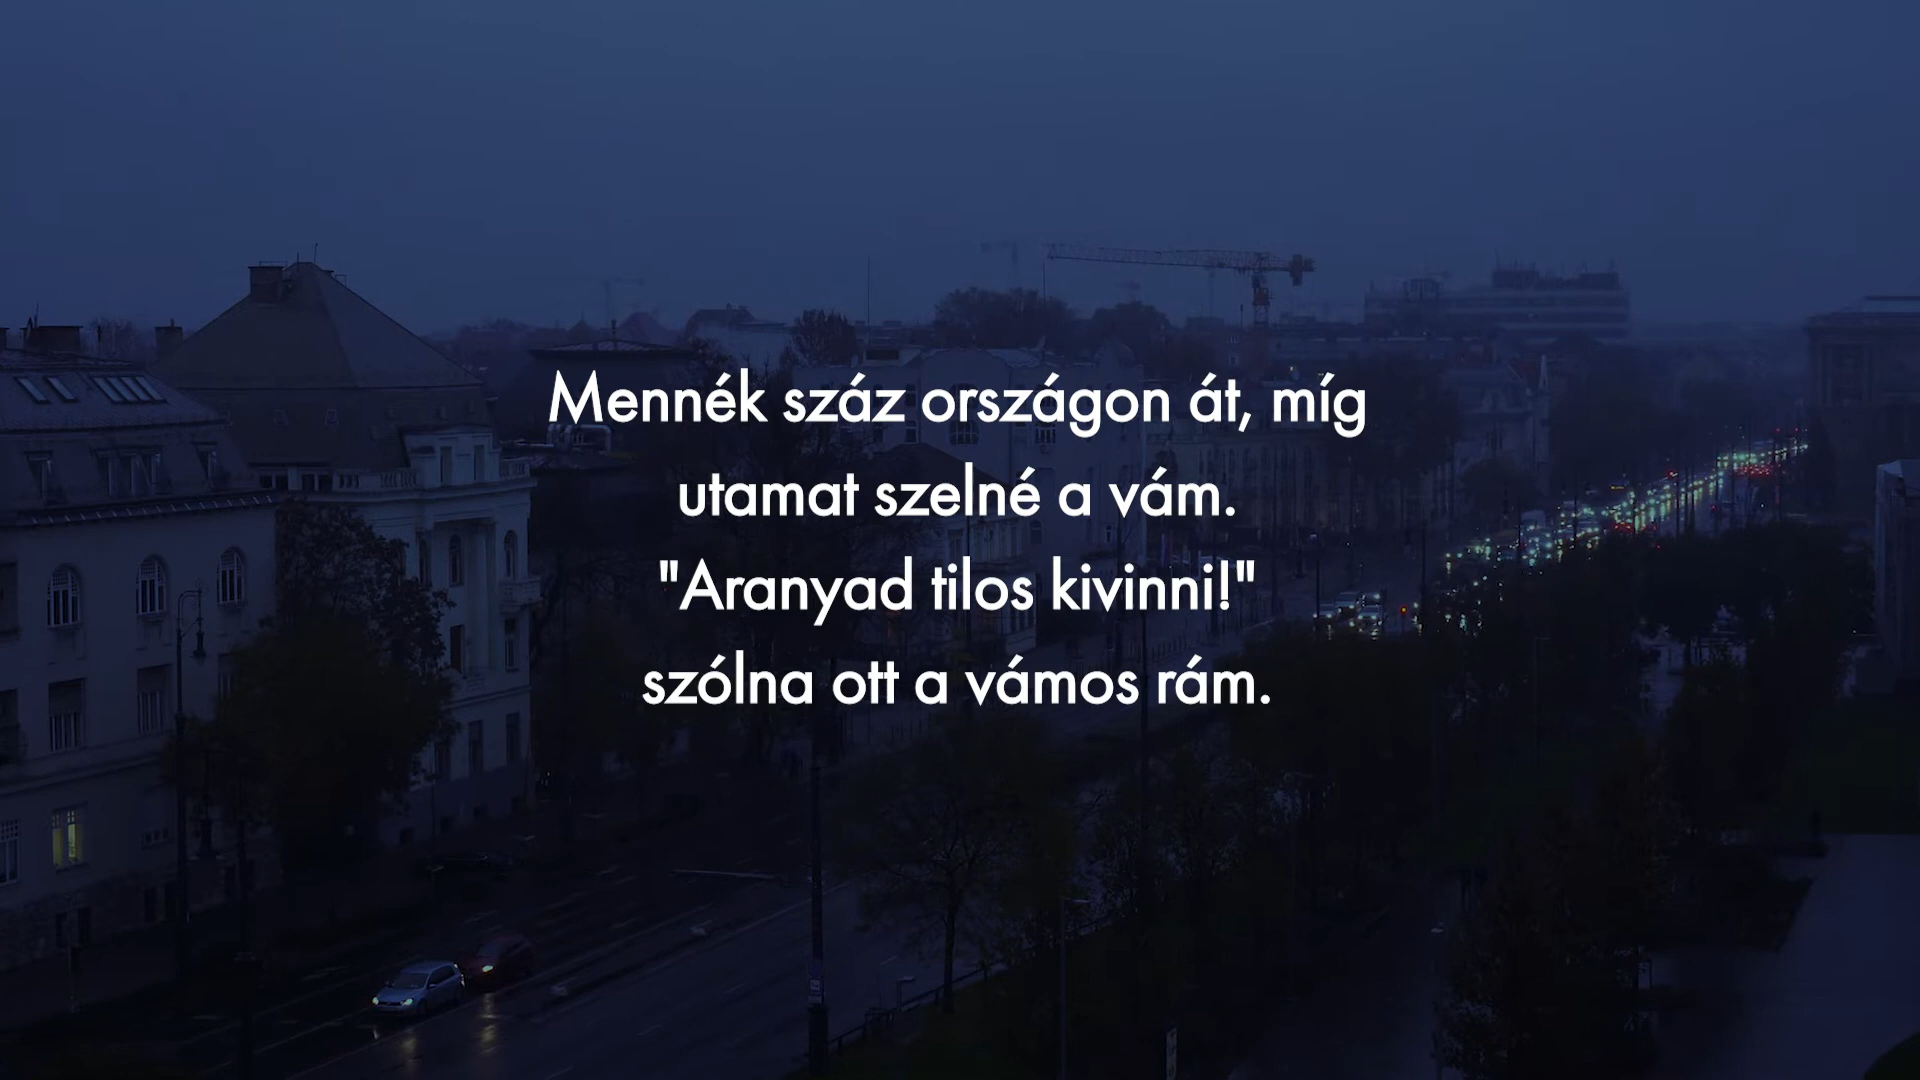 Mennék száz országon át, míg
utamat szelné a vám.
"Aranyad tilos kivinni!"
szólna ott a vámos rám.